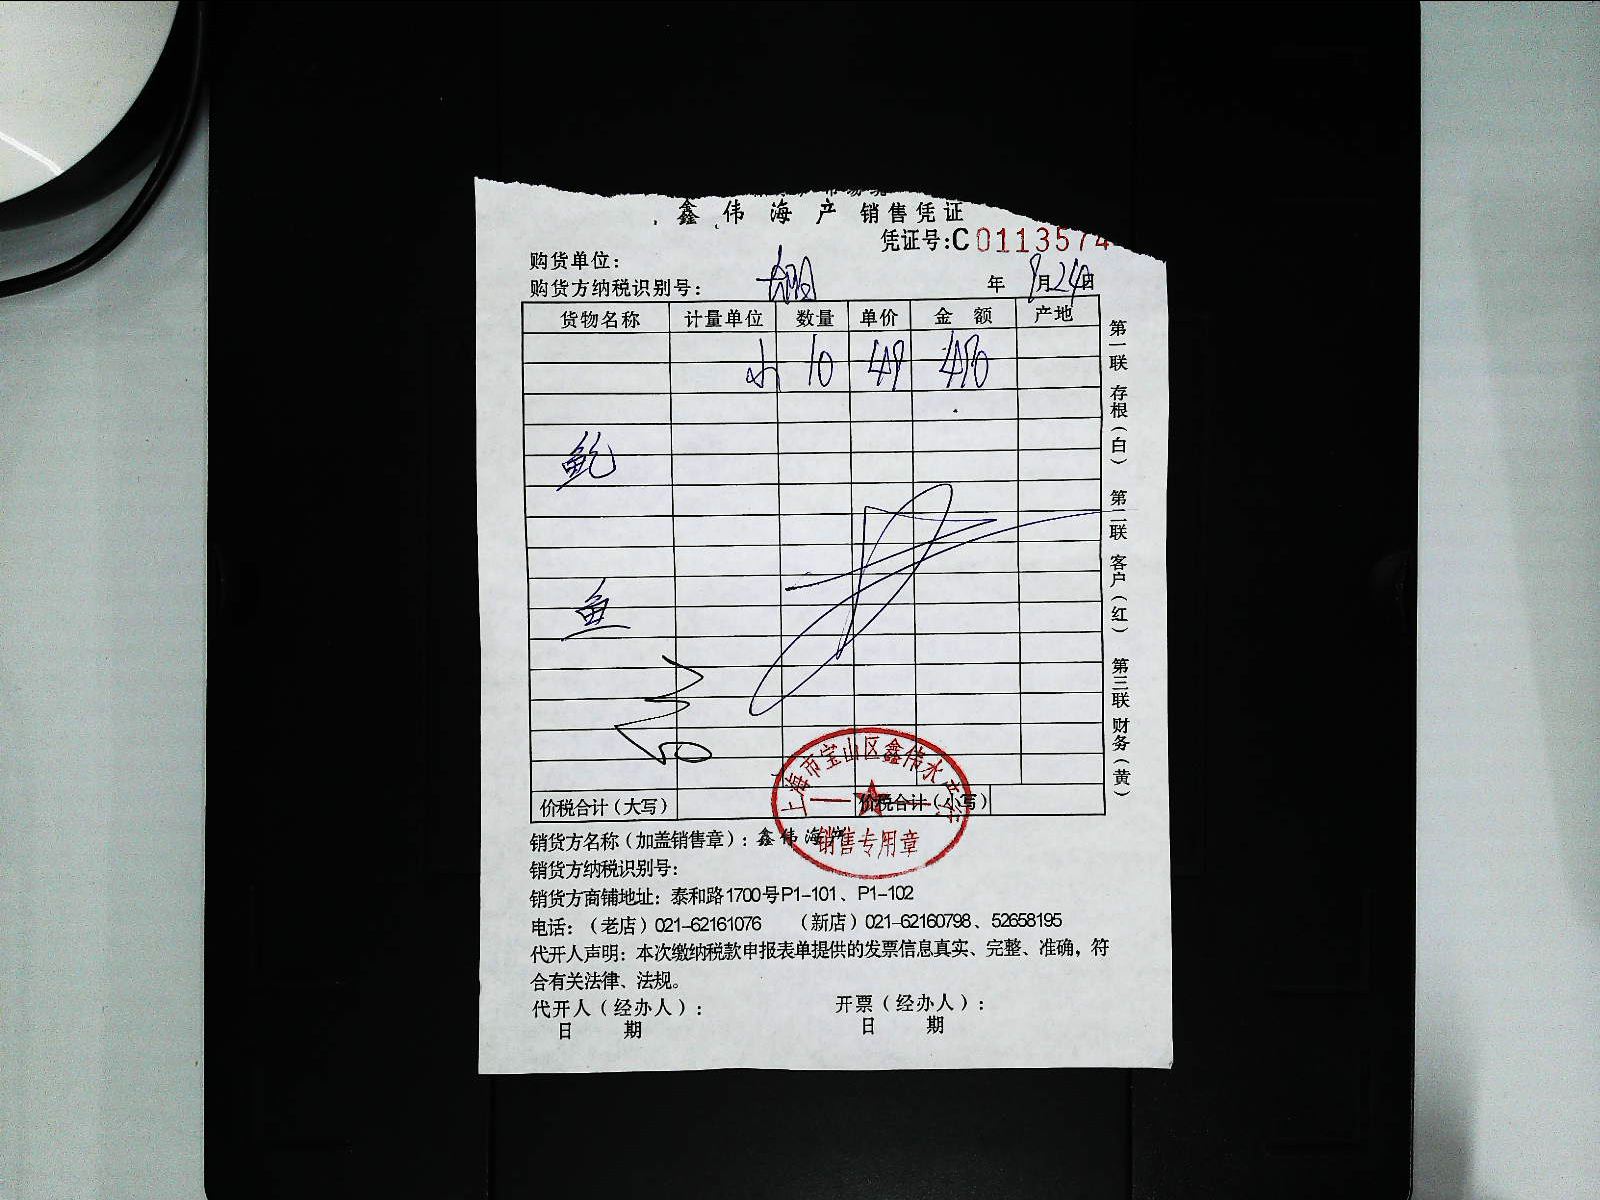 鑫伟海产 销售凭证
凭证号:C 0113574
购货单位:
购货方纳税识别号: 年 8月24日
货物名称 计量单位 数量 单价 金 额 产地
10 49 490
鲍
鱼
价税合计(大写) 价税合计(小写)
上海市宝山区鑫伟水产行
销售专用章
销货方名称(加盖销售章):鑫伟海产
销货方纳税识别号:
销货方商铺地址:泰和路1700号P1-101、P1-102
电话:(老店)021-62161076 (新店)021-62160798、52658195
代开人声明:本次缴纳税款申报表单提供的发票信息真实、完整、准确,符
合有关法律、法规。
代开人(经办人): 开票(经办人):
日 期 日 期
第一联 存根(白) 第二联 客户(红) 第三联 财务(黄)